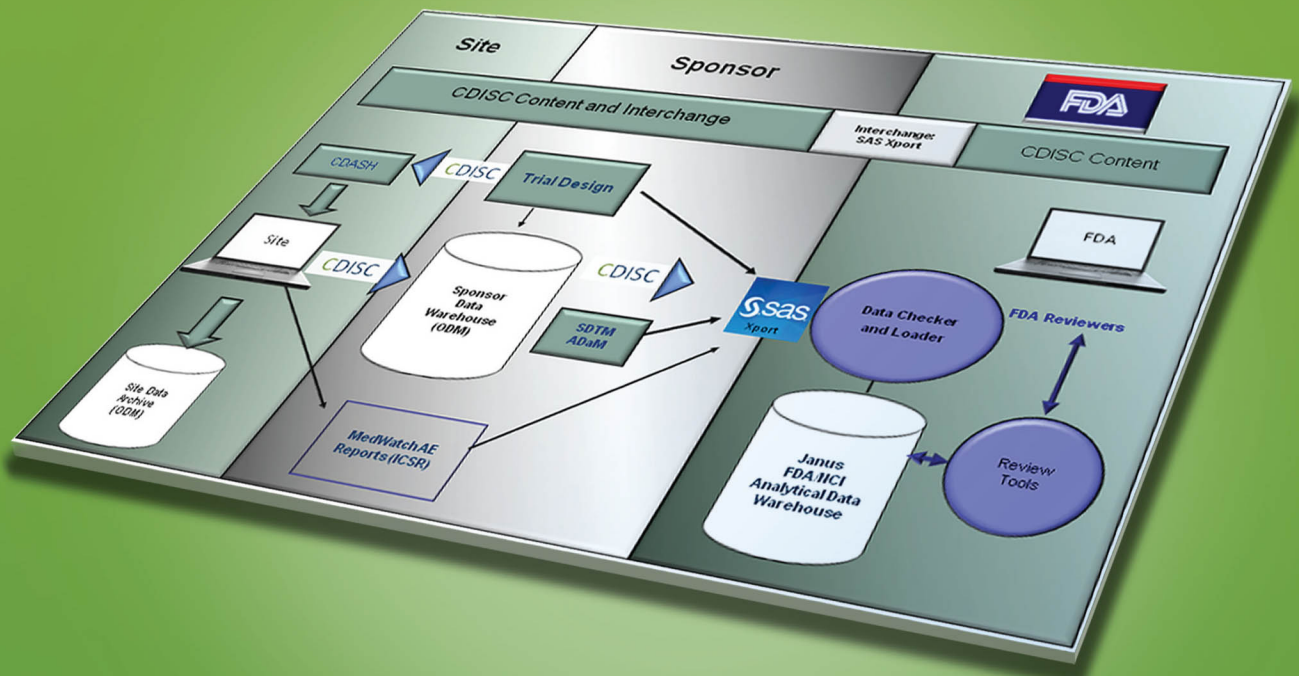 Site
Sponsor
FDA
CDISC Content and Interchange
Interchange:
SAS Xport
CDISC Content
CDASH
CDISC
Trial Design
Site
CDISC
Sponsor
Data
Warehouse
(ODM)
CDISC
SDTM
ADaM
sas
Xport
Data Checker
and Loader
FDA
FDA Reviewers
Site Data
Archive
(ODM)
MedWatch AE
Reports (ICSR)
Janus
FDA/NCI
Analytical Data
Warehouse
Review
Tools